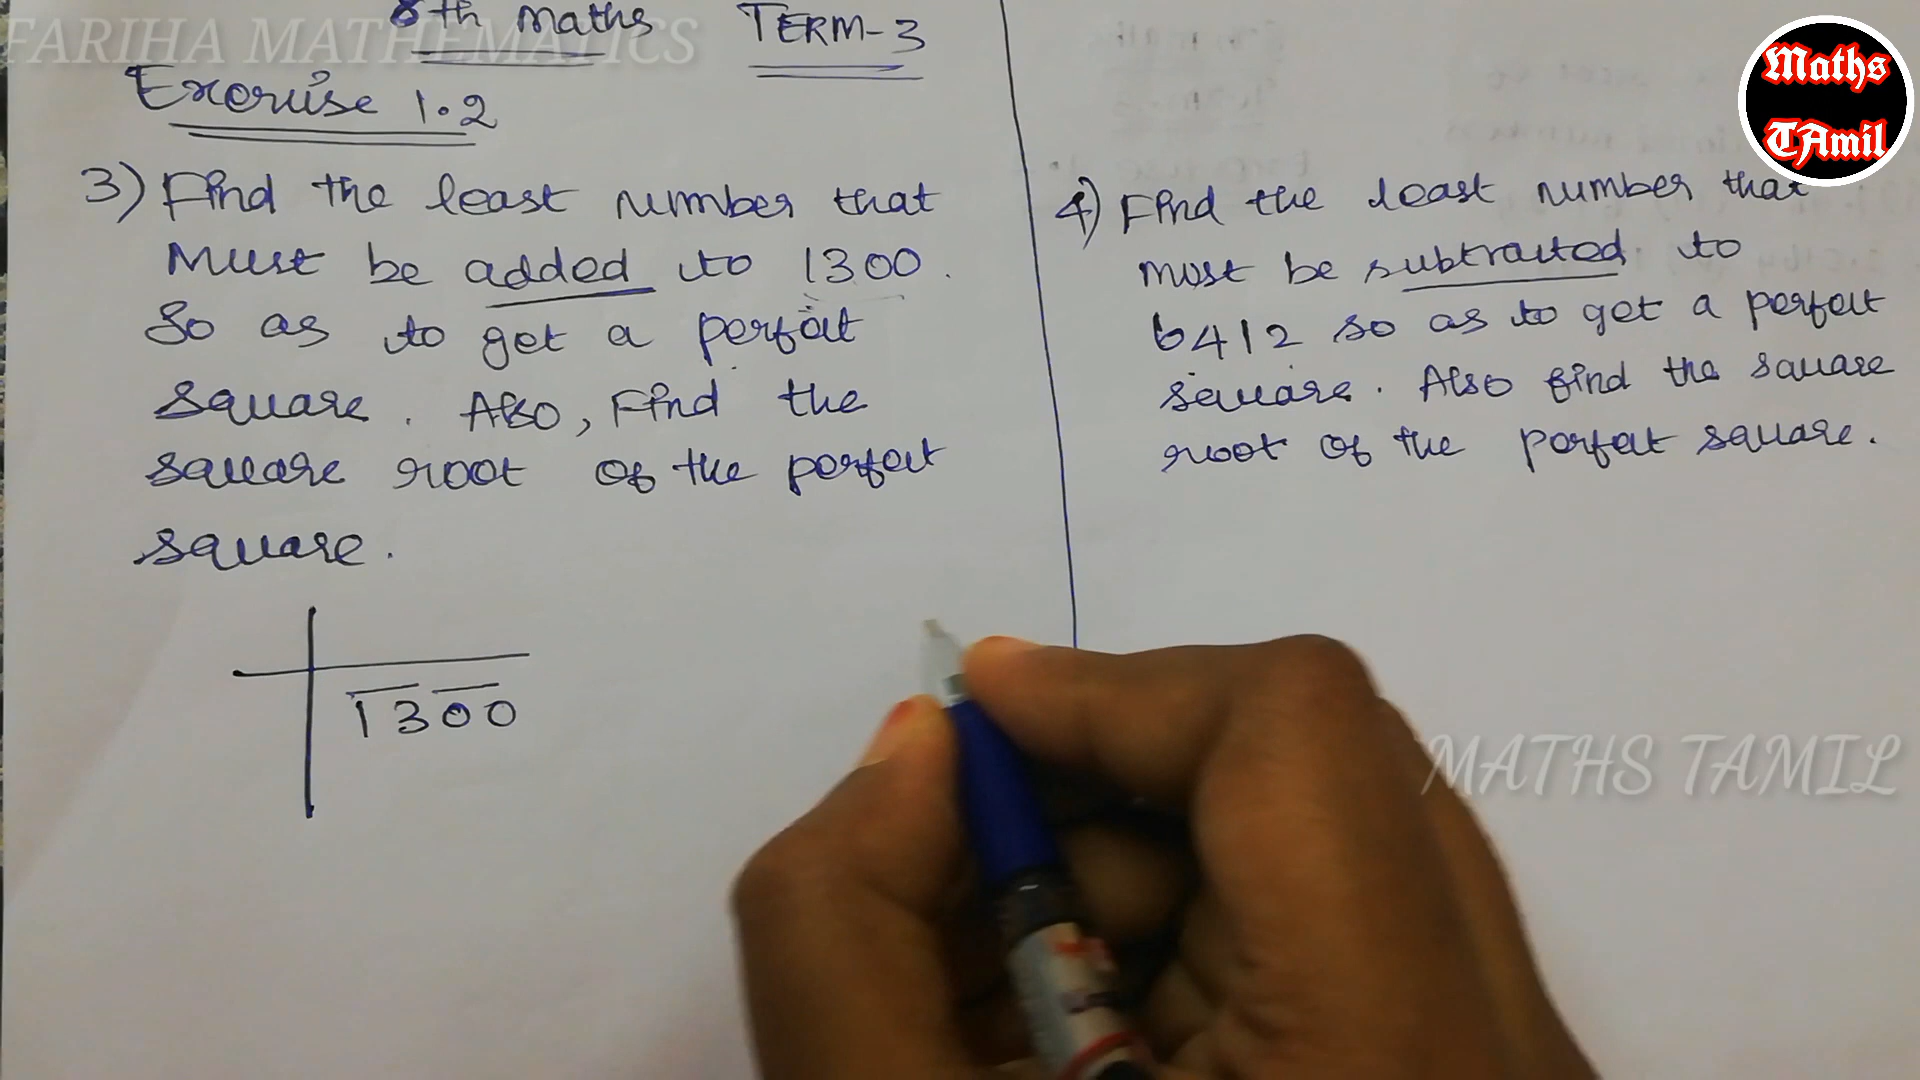 FARIHA MATHEMATICS
8th Maths TERM-3
Exercise 1.2
3) Find the least number that
Must be added to 1300.
So as to get a perfect
square. Also, Find the
square root of the perfect
square.
1300
4) Find the least number that
must be subtracted to
6412 so as to get a perfect
square. Also find the square
root of the perfect square.
Maths
TAmil
MATHS TAMIL